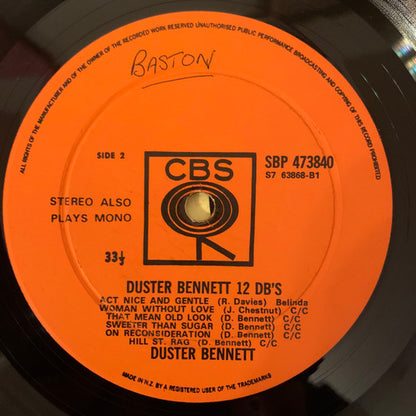 ALL RIGHTS OF THE MANUFACTURER AND OF THE OWNER OF THE RECORDED WORK RESERVED UNAUTHORISED PUBLIC PERFORMANCE BROADCASTING AND COPYING OF THIS RECORD PROHIBITED.
BASTON
SIDE 2
CBS
SBP 473840
S7 63868-B1
STEREO ALSO
PLAYS MONO
33⅓
DUSTER BENNETT 12 DB'S
ACT NICE AND GENTLE (R. Davies) Belinda
WOMAN WITHOUT LOVE (J. Chestnut) C/C
THAT MEAN OLD LOOK (D. Bennett) C/C
SWEETER THAN SUGAR (D. Bennett) C/C
ON RECONSIDERATION (D. Bennett) C/C
HILL ST. RAG (D. Bennett) C/C
DUSTER BENNETT
MADE IN N.Z. BY A REGISTERED USER OF THE TRADEMARKS